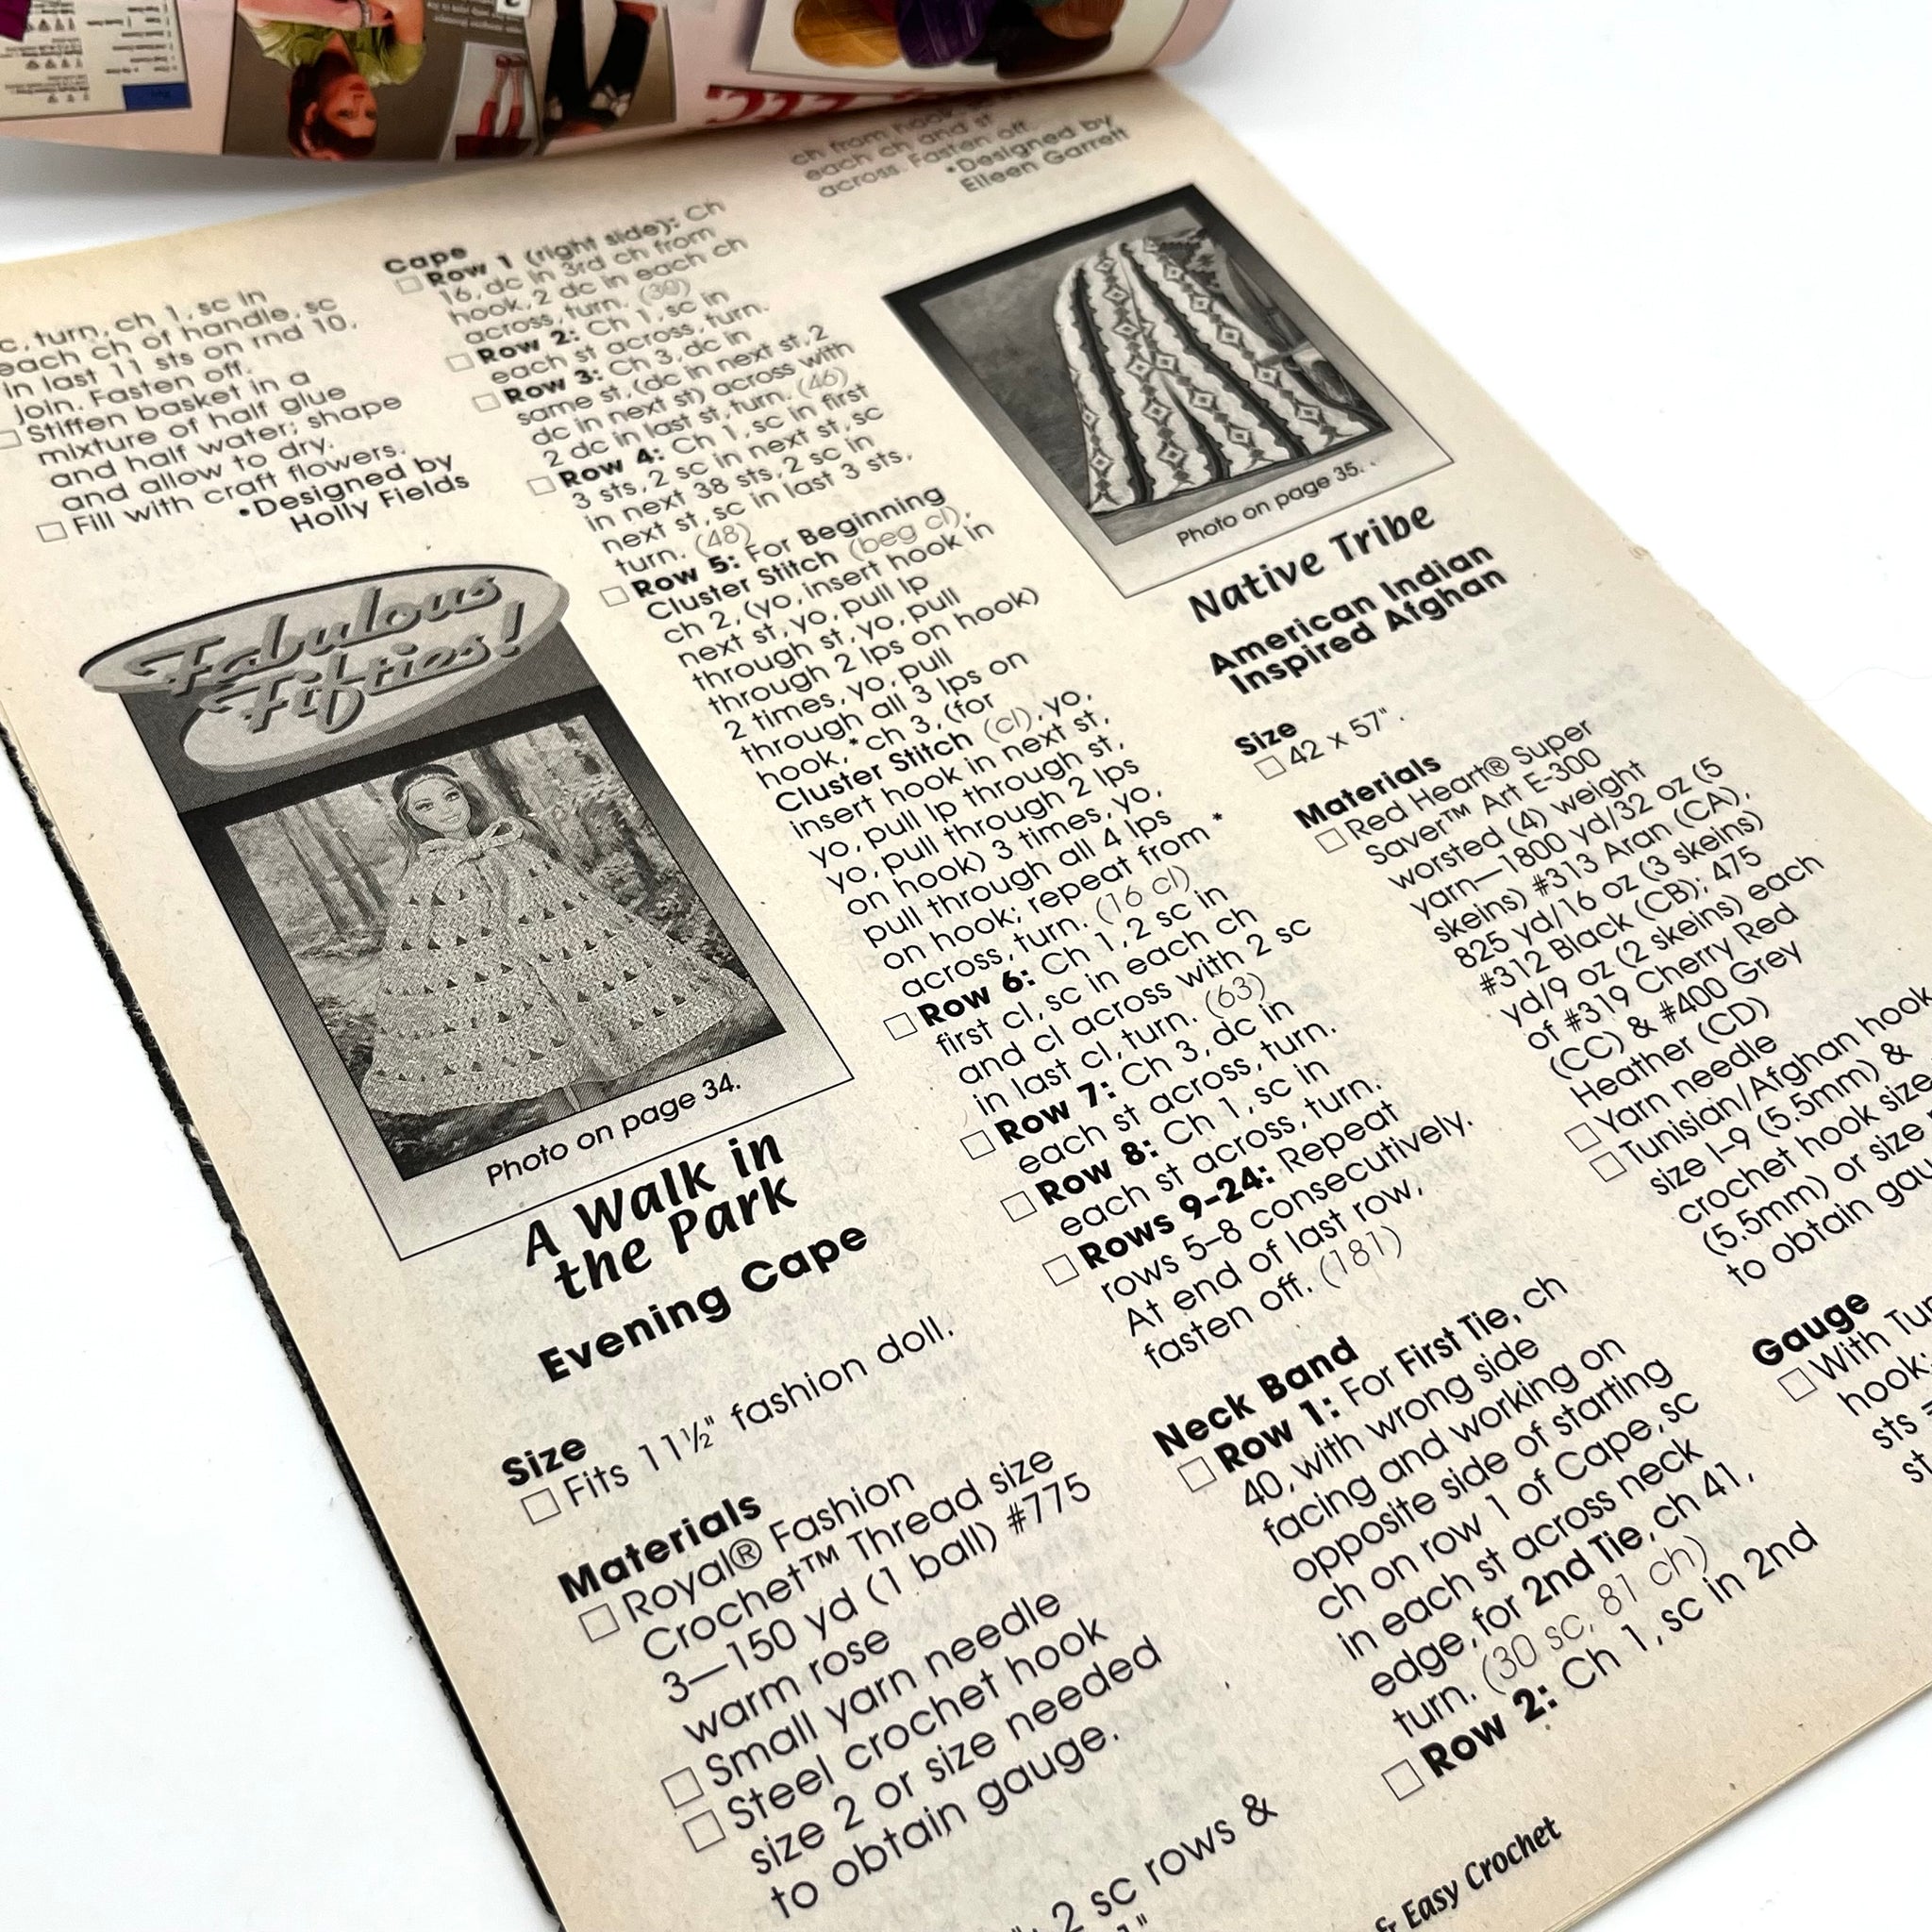 c, turn, ch 1, sc in
each ch of handle, sc
in last 11 sts on rnd 10,
join. Fasten off.
Stiffen basket in a
mixture of half glue
and half water; shape
and allow to dry.
Fill with craft flowers.
•Designed by
Holly Fields
Fabulous
Fifties!
Photo on page 34.
A Walk in
the Park
Evening Cape
Size
Fits 11½" fashion doll.
Materials
Royal® Fashion
Crochet™ Thread size
3—150 yd (1 ball) #775
warm rose
Small yarn needle
Steel crochet hook
size 2 or size needed
to obtain gauge.
2 sc rows &
Cape
Row 1 (right side): Ch
16, dc in 3rd ch from
hook, 2 dc in each ch
across, turn. (30)
Row 2: Ch 1, sc in
each st across, turn.
Row 3: Ch 3, dc in
same st, (dc in next st, 2
dc in next st) across with
2 dc in last st, turn. (46)
Row 4: Ch 1, sc in first
3 sts, 2 sc in next st, sc
in next 38 sts, 2 sc in
next st, sc in last 3 sts,
turn. (48)
Row 5: For Beginning
Cluster Stitch (beg cl),
ch 2, (yo, insert hook in
next st, yo, pull lp
through st, yo, pull
through 2 lps on hook)
2 times, yo, pull
through all 3 lps on
hook, *ch 3, (for
Cluster Stitch (cl), yo,
insert hook in next st,
yo, pull lp through st,
yo, pull through 2 lps
on hook) 3 times, yo,
pull through all 4 lps
on hook; repeat from *
across, turn. (16 cl)
Row 6: Ch 1, 2 sc in
first cl, sc in each ch
and cl across with 2 sc
in last cl, turn. (63)
Row 7: Ch 3, dc in
each st across, turn.
Row 8: Ch 1, sc in
each st across, turn.
Rows 9–24: Repeat
rows 5–8 consecutively.
At end of last row,
fasten off. (181)
Neck Band
Row 1: For First Tie, ch
40, with wrong side
facing and working on
opposite side of starting
ch on row 1 of Cape, sc
in each st across neck
edge, for 2nd Tie, ch 41,
turn. (30 sc, 81 ch)
Row 2: Ch 1, sc in 2nd
& Easy Crochet
ch from hook,
each ch and st
across. Fasten off.
•Designed by
Eileen Garrett
Photo on page 35.
Native Tribe
American Indian
Inspired Afghan
Size
42 x 57".
Materials
Red Heart® Super
Saver™ Art E-300
worsted (4) weight
yarn—1800 yd/32 oz (5
skeins) #313 Aran (CA),
825 yd/16 oz (3 skeins)
#312 Black (CB); 475
yd/9 oz (2 skeins) each
of #319 Cherry Red
(CC) & #400 Grey
Heather (CD)
Yarn needle
Tunisian/Afghan hook
size I-9 (5.5mm) &
crochet hook size
(5.5mm) or size
to obtain
Gauge
With
hook:
sts =
st